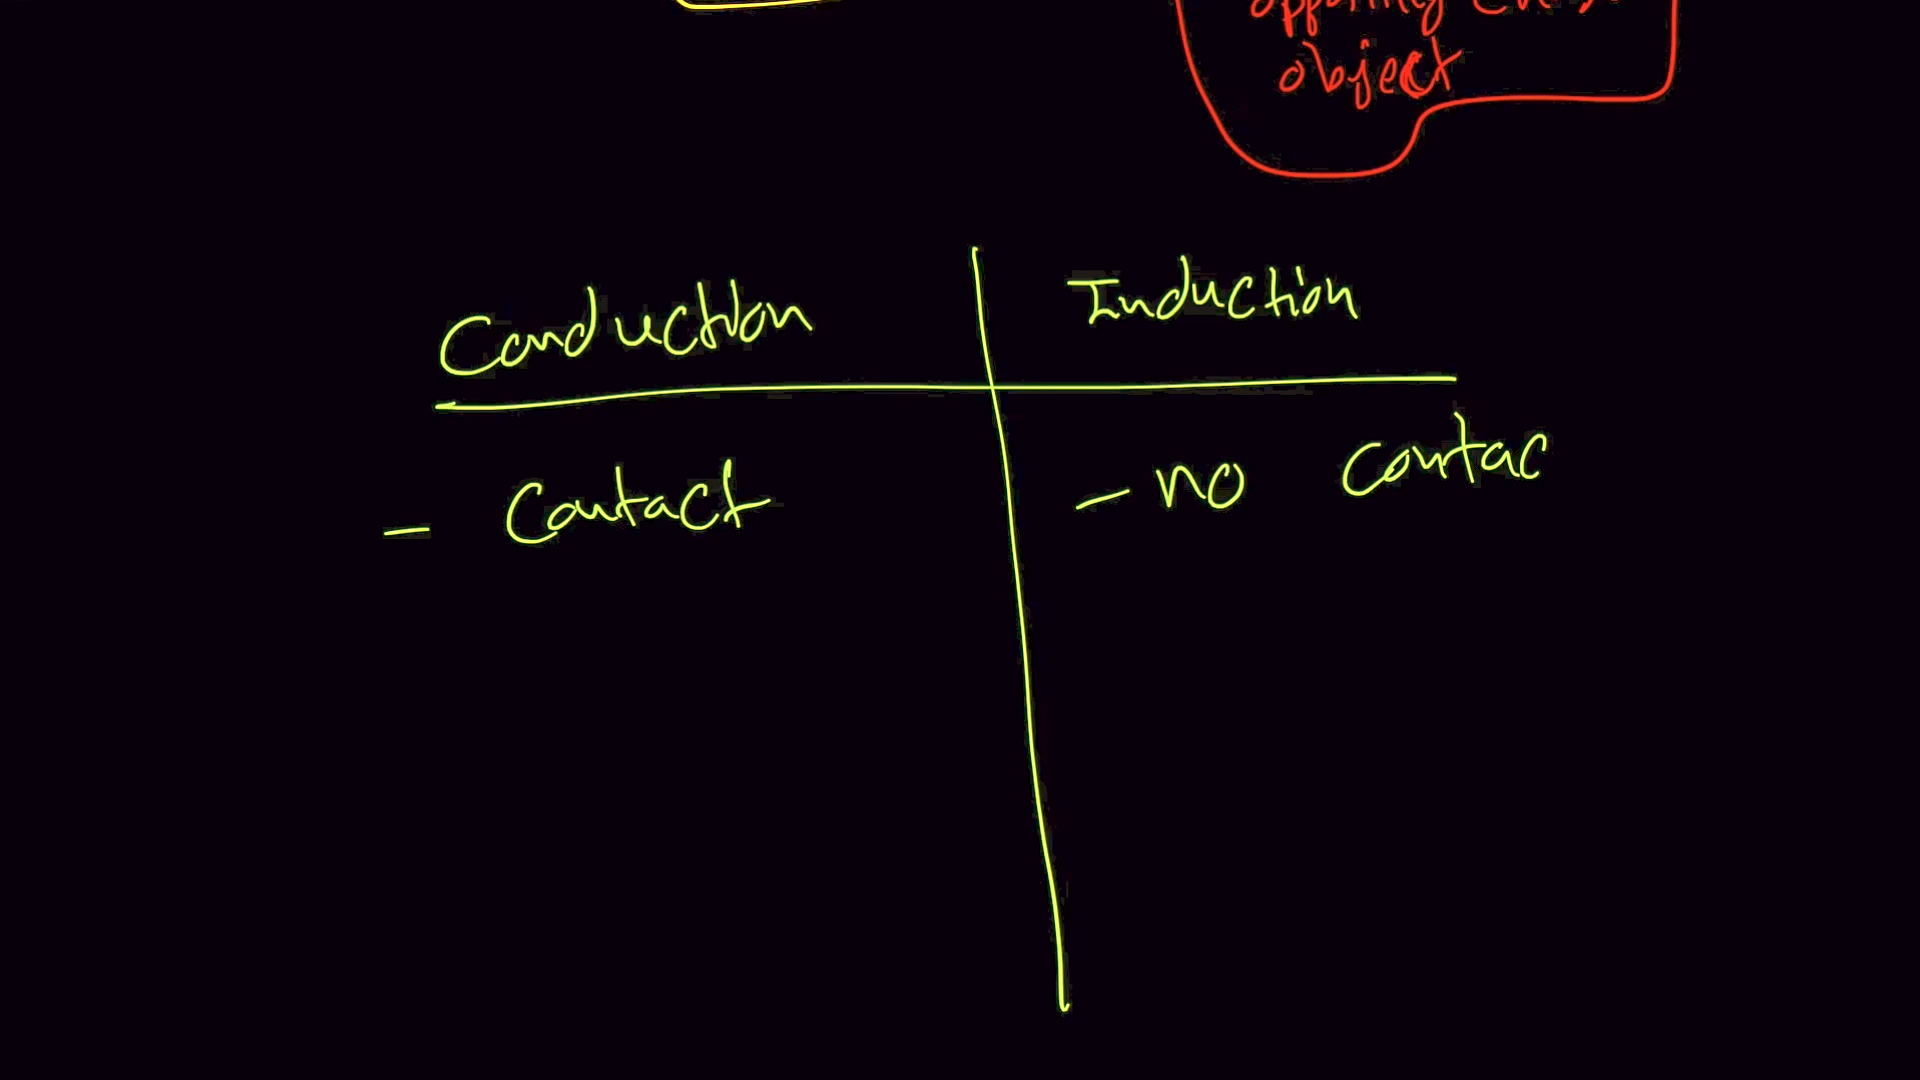 object
Conduction
Induction
- Contact
- no contac